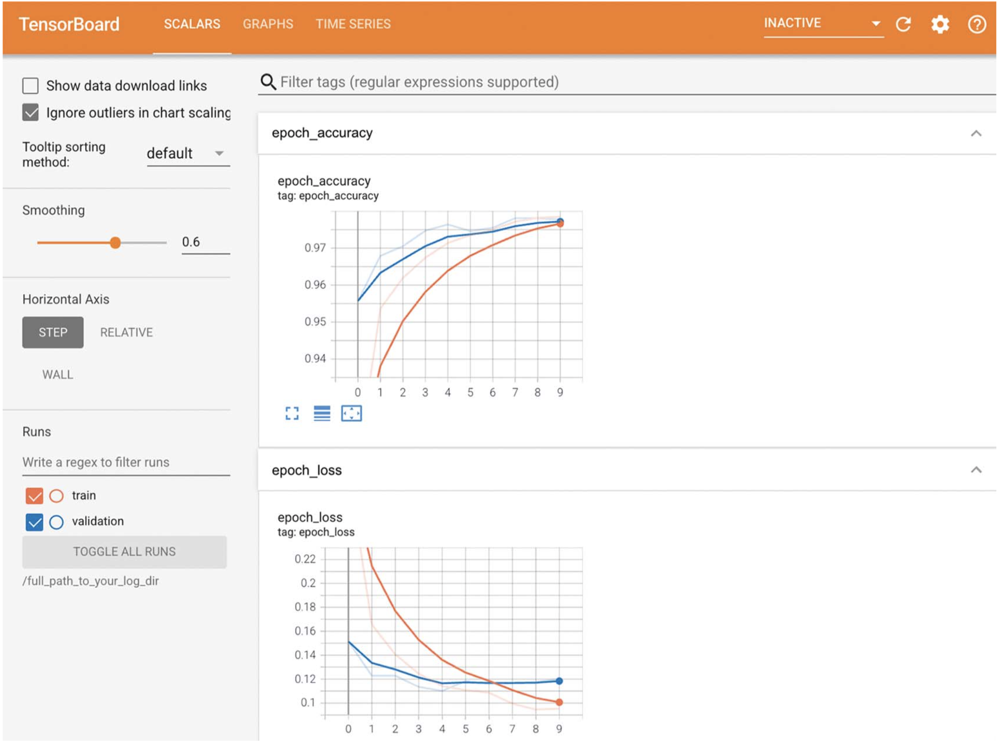 TensorBoard SCALARS GRAPHS TIME SERIES INACTIVE
Show data download links
Ignore outliers in chart scaling
Tooltip sorting
method:
default
Smoothing
0.6
Horizontal Axis
STEP RELATIVE
WALL
Runs
Write a regex to filter runs
train
validation
TOGGLE ALL RUNS
/full_path_to_your_log_dir
Filter tags (regular expressions supported)
epoch_accuracy
epoch_accuracy
tag: epoch_accuracy
0.97
0.96
0.95
0.94
0 1 2 3 4 5 6 7 8 9
epoch_loss
epoch_loss
tag: epoch_loss
0.22
0.2
0.18
0.16
0.14
0.12
0.1
0 1 2 3 4 5 6 7 8 9